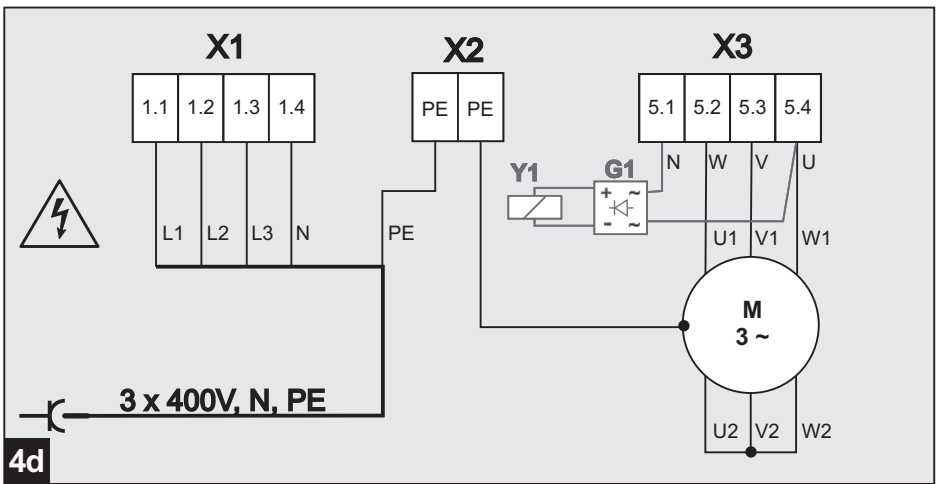 X1 X2 X3
1.1 1.2 1.3 1.4 PE PE 5.1 5.2 5.3 5.4
N W V U
Y1 G1
+ ~
- ~
L1 L2 L3 N PE U1 V1 W1
M
3 ~
3 x 400V, N, PE
U2 V2 W2
4d